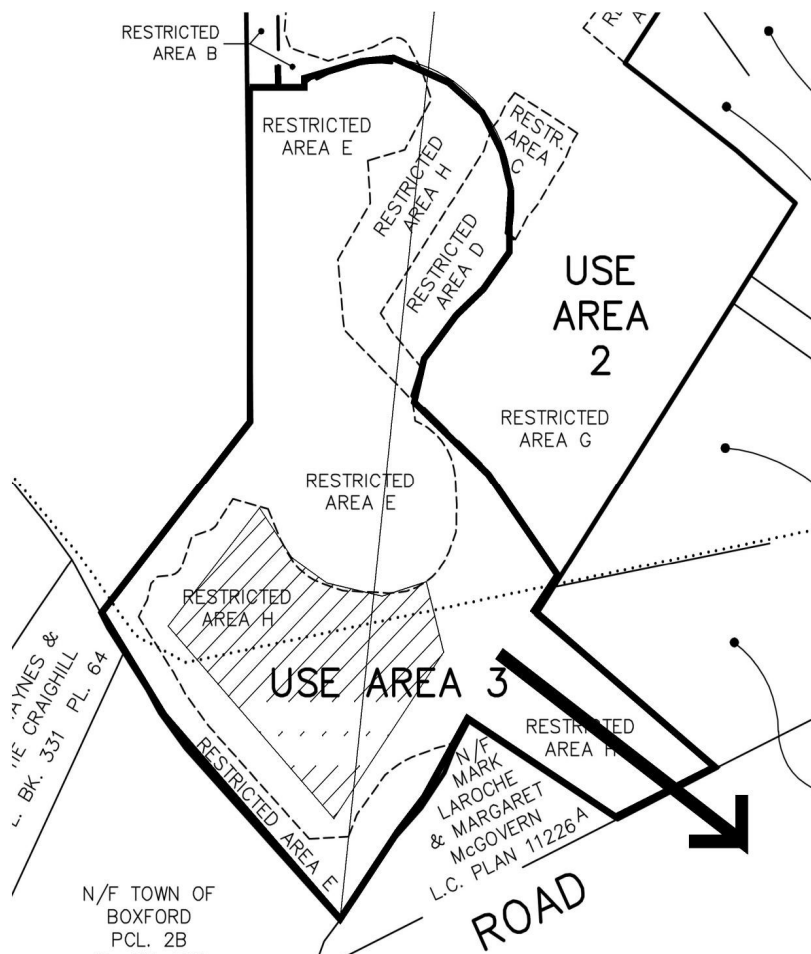 RESTRICTED
AREA B
RESTRICTED
AREA E
RESTRICTED
AREA H
RESTRICTED
AREA D
RESTR.
AREA
C
USE
AREA
2
RESTRICTED
AREA G
RESTRICTED
AREA E
RESTRICTED
AREA H
USE AREA 3
RESTRICTED
AREA
RESTRICTED AREA E
& 
CRAIGHILL
BK. 331 PL. 64
N/F
MARK
LAROCHE
& MARGARET
McGOVERN
L.C. PLAN 11226A
ROAD
N/F TOWN OF
BOXFORD
PCL. 2B